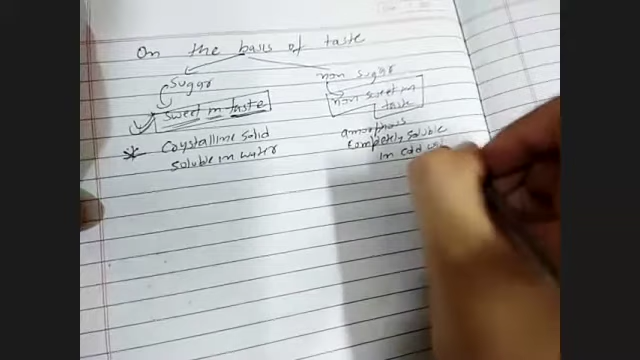 On the basis of taste
Sugar non sugar
Sweet in taste non sweet in
taste
Crystalline solid amorphous
soluble in water completely soluble
in cold